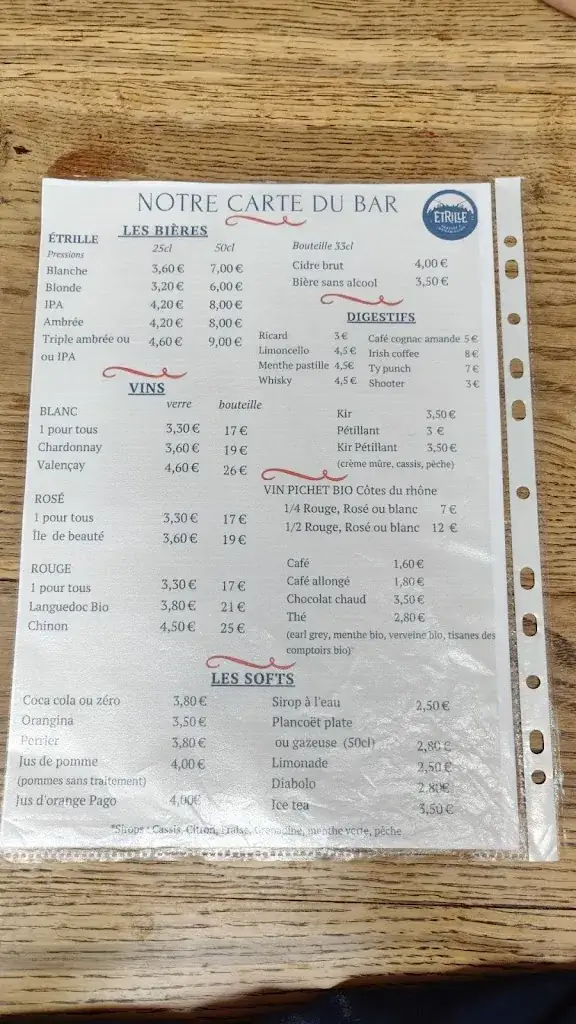 NOTRE CARTE DU BAR
ÉTRILLE
LES BIÈRES
ÉTRILLE 25cl 50cl
Pressions
Blanche 3,60 € 7,00 €
Blonde 3,20 € 6,00 €
IPA 4,20 € 8,00 €
Ambrée 4,20 € 8,00 €
Triple ambrée ou 4,60 € 9,00 €
ou IPA
Bouteille 33cl
Cidre brut 4,00 €
Bière sans alcool 3,50 €
DIGESTIFS
Ricard 3 €
Limoncello 4,5 €
Menthe pastille 4,5€
Whisky 4,5 €
Café cognac amande 5 €
Irish coffee 8 €
Ty punch 7 €
Shooter 3 €
VINS
BLANC verre bouteille
1 pour tous 3,30 € 17 €
Chardonnay 3,60 € 19 €
Valençay 4,60 € 26 €
Kir 3,50 €
Pétillant 3 €
Kir Pétillant 3,50 €
(crème mûre, cassis, pèche)
VIN PICHET BIO Côtes du rhône
1/4 Rouge, Rosé ou blanc 7 €
1/2 Rouge, Rosé ou blanc 12 €
ROSÉ
1 pour tous 3,30 € 17 €
Ile de beauté 3,60 € 19 €
ROUGE
1 pour tous 3,30 € 17 €
Languedoc Bio 3,80 € 21 €
Chinon 4,50 € 25 €
Café 1,60 €
Café allongé 1,80 €
Chocolat chaud 3,50 €
Thé 2,80 €
(earl grey, menthe bio, verveine bio, tisanes des
comptoirs bio)
LES SOFTS
Coca cola ou zéro 3,80 €
Orangina 3,50 €
Perrier 3,80 €
Jus de pomme 4,00 €
(pommes sans traitement)
Jus d'orange Pago 4,00€
Sirop à l'eau 2,50 €
Plancoët plate
ou gazeuse (50cl) 2,80 €
Limonade 2,50 €
Diabolo 2,80€
Ice tea 3,50 €
*Sirops : Cassis, Citron, Fraise, Grenadine, menthe verte, pêche